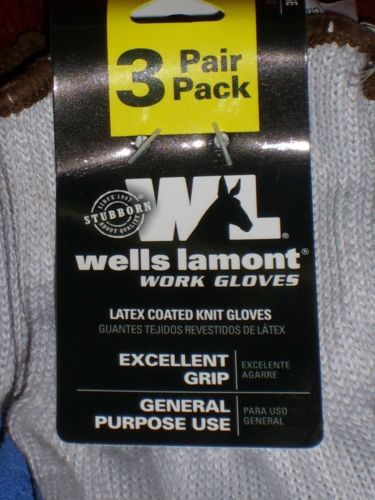 3 Pair
Pack
SINCE 1907
STUBBORN
ABOUT QUALITY
WL
wells lamont
WORK GLOVES
LATEX COATED KNIT GLOVES
GUANTES TEJIDOS REVESTIDOS DE LÁTEX
EXCELLENT
GRIP
EXCELENTE
AGARRE
GENERAL
PURPOSE USE
PARA USO
GENERAL